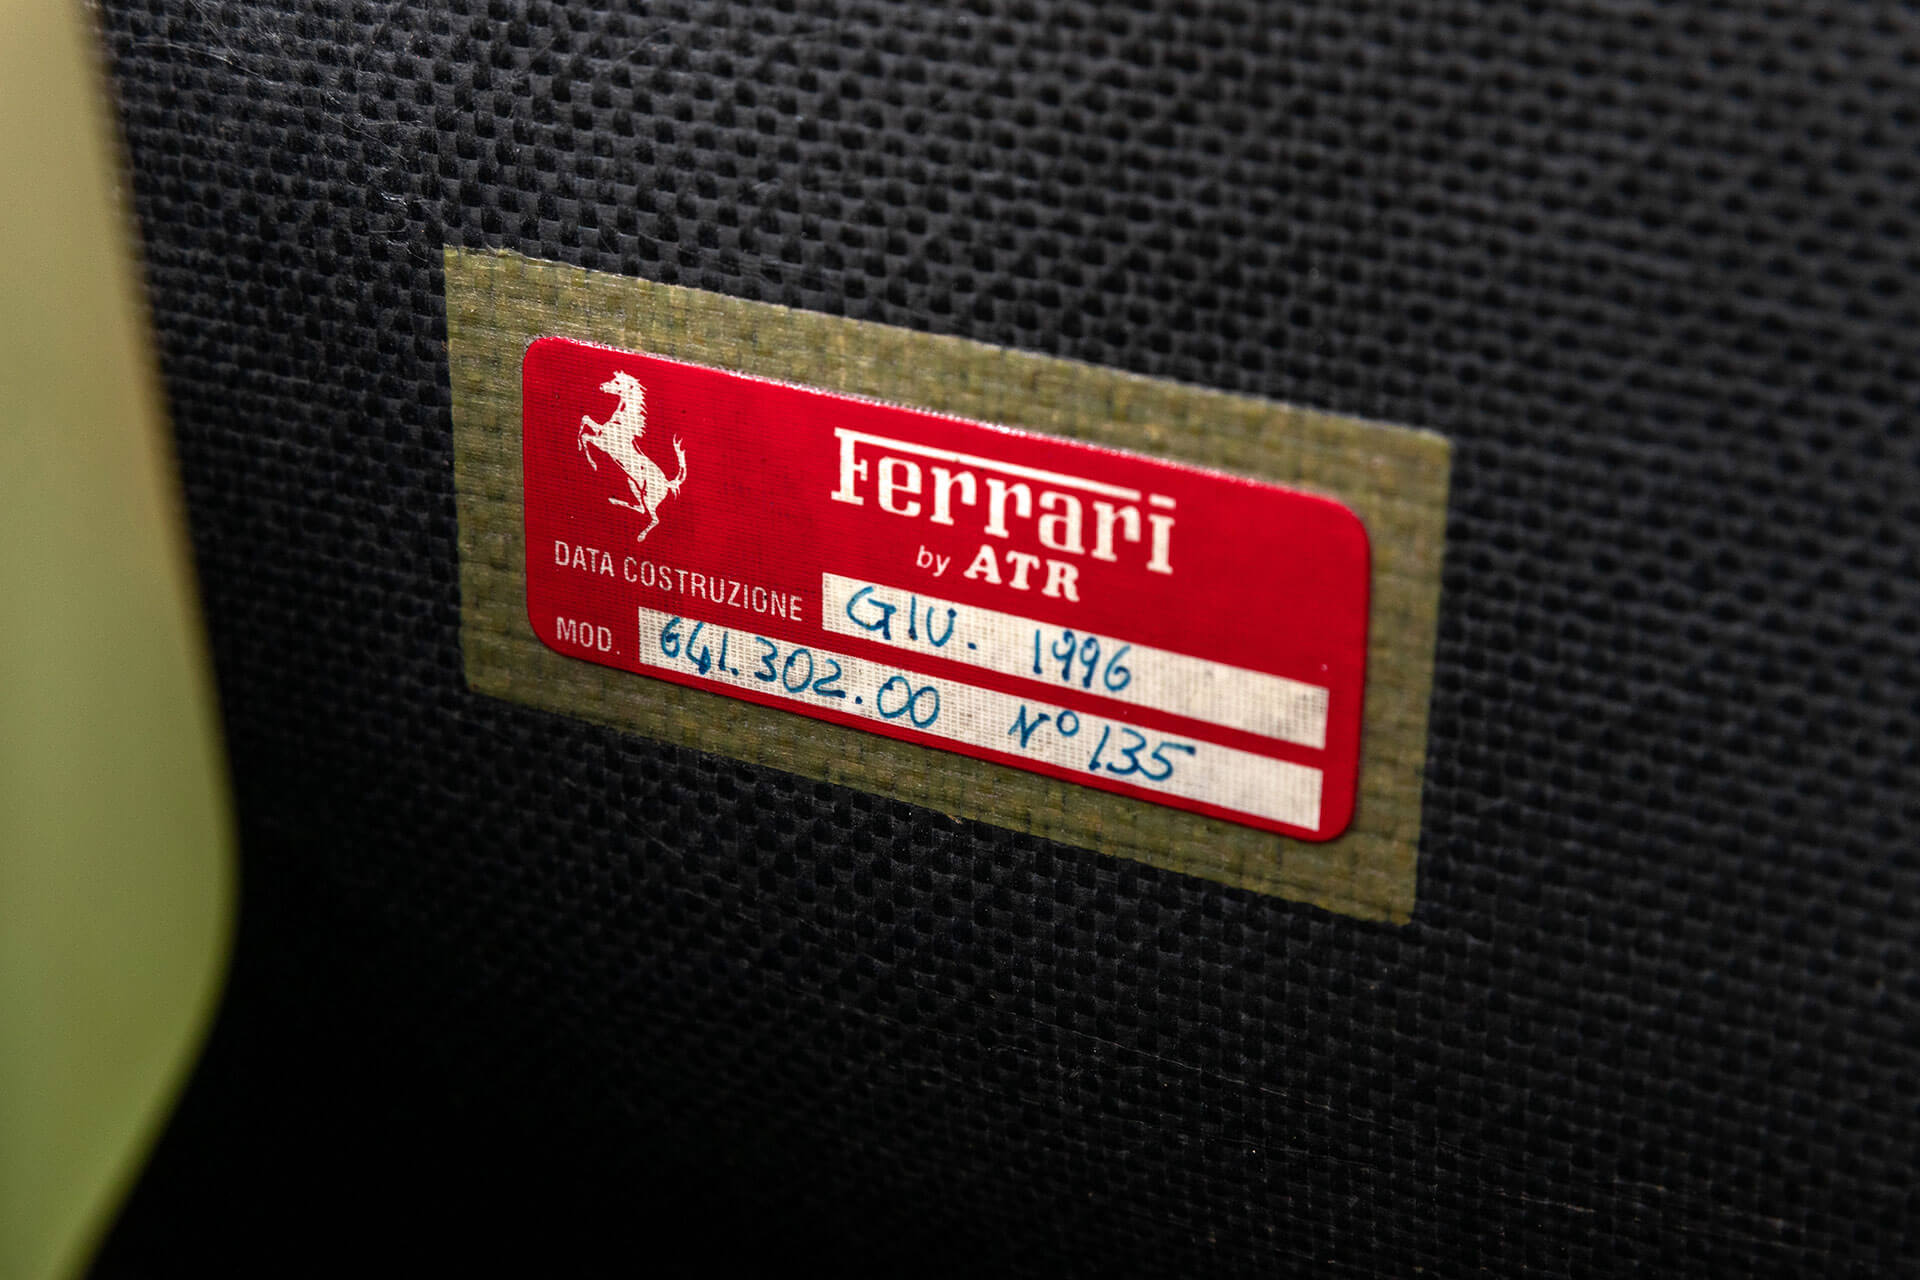 Ferrari
by ATR
DATA COSTRUZIONE GIU. 1996
MOD. 641.302.00 N° 135